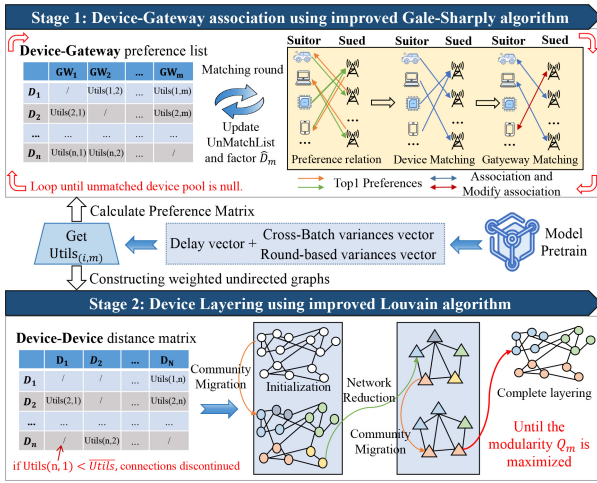 Stage 1: Device-Gateway association using improved Gale-Sharply algorithm
Device-Gateway preference list
GW1 GW2 ... GWm
D1 / Utils(1,2) ... Utils(1,m)
D2 Utils(2,1) / ... Utils(2,m)
... ... ... ... ...
Dn Utils(n,1) Utils(n,2) ... /
Loop until unmatched device pool is null.
Matching round
Update
UnMatchList
and factor D̂m
Suitor Sued Suitor Sued Suitor Sued
... ... ... ... ... ...
Preference relation Device Matching Gatyeway Matching
Top1 Preferences
Association and
Modify association
Calculate Preference Matrix
Get
Utils(i,m)
Delay vector + Cross-Batch variances vector
Round-based variances vector
Model
Pretrain
Constructing weighted undirected graphs
Stage 2: Device Layering using improved Louvain algorithm
Device-Device distance matrix
D1 D2 ... DN
D1 / / ... Utils(1,n)
D2 Utils(2,1) / ... Utils(2,n)
... ... ... ... ...
Dn / Utils(n,2) ... /
if Utils(n, 1) < Utils, connections discontinued
Community
Migration
Initialization
Network
Reduction
Community
Migration
Complete layering
Until the
modularity Qm is
maximized